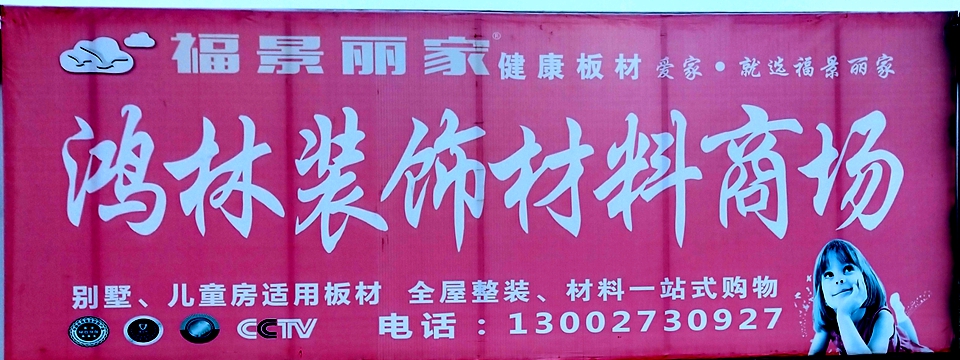 福景丽家® 健康板材 爱家•就选福景丽家
鸿林装饰材料商场
别墅、儿童房适用板材 全屋整装、材料一站式购物
CCTV 电话:13002730927